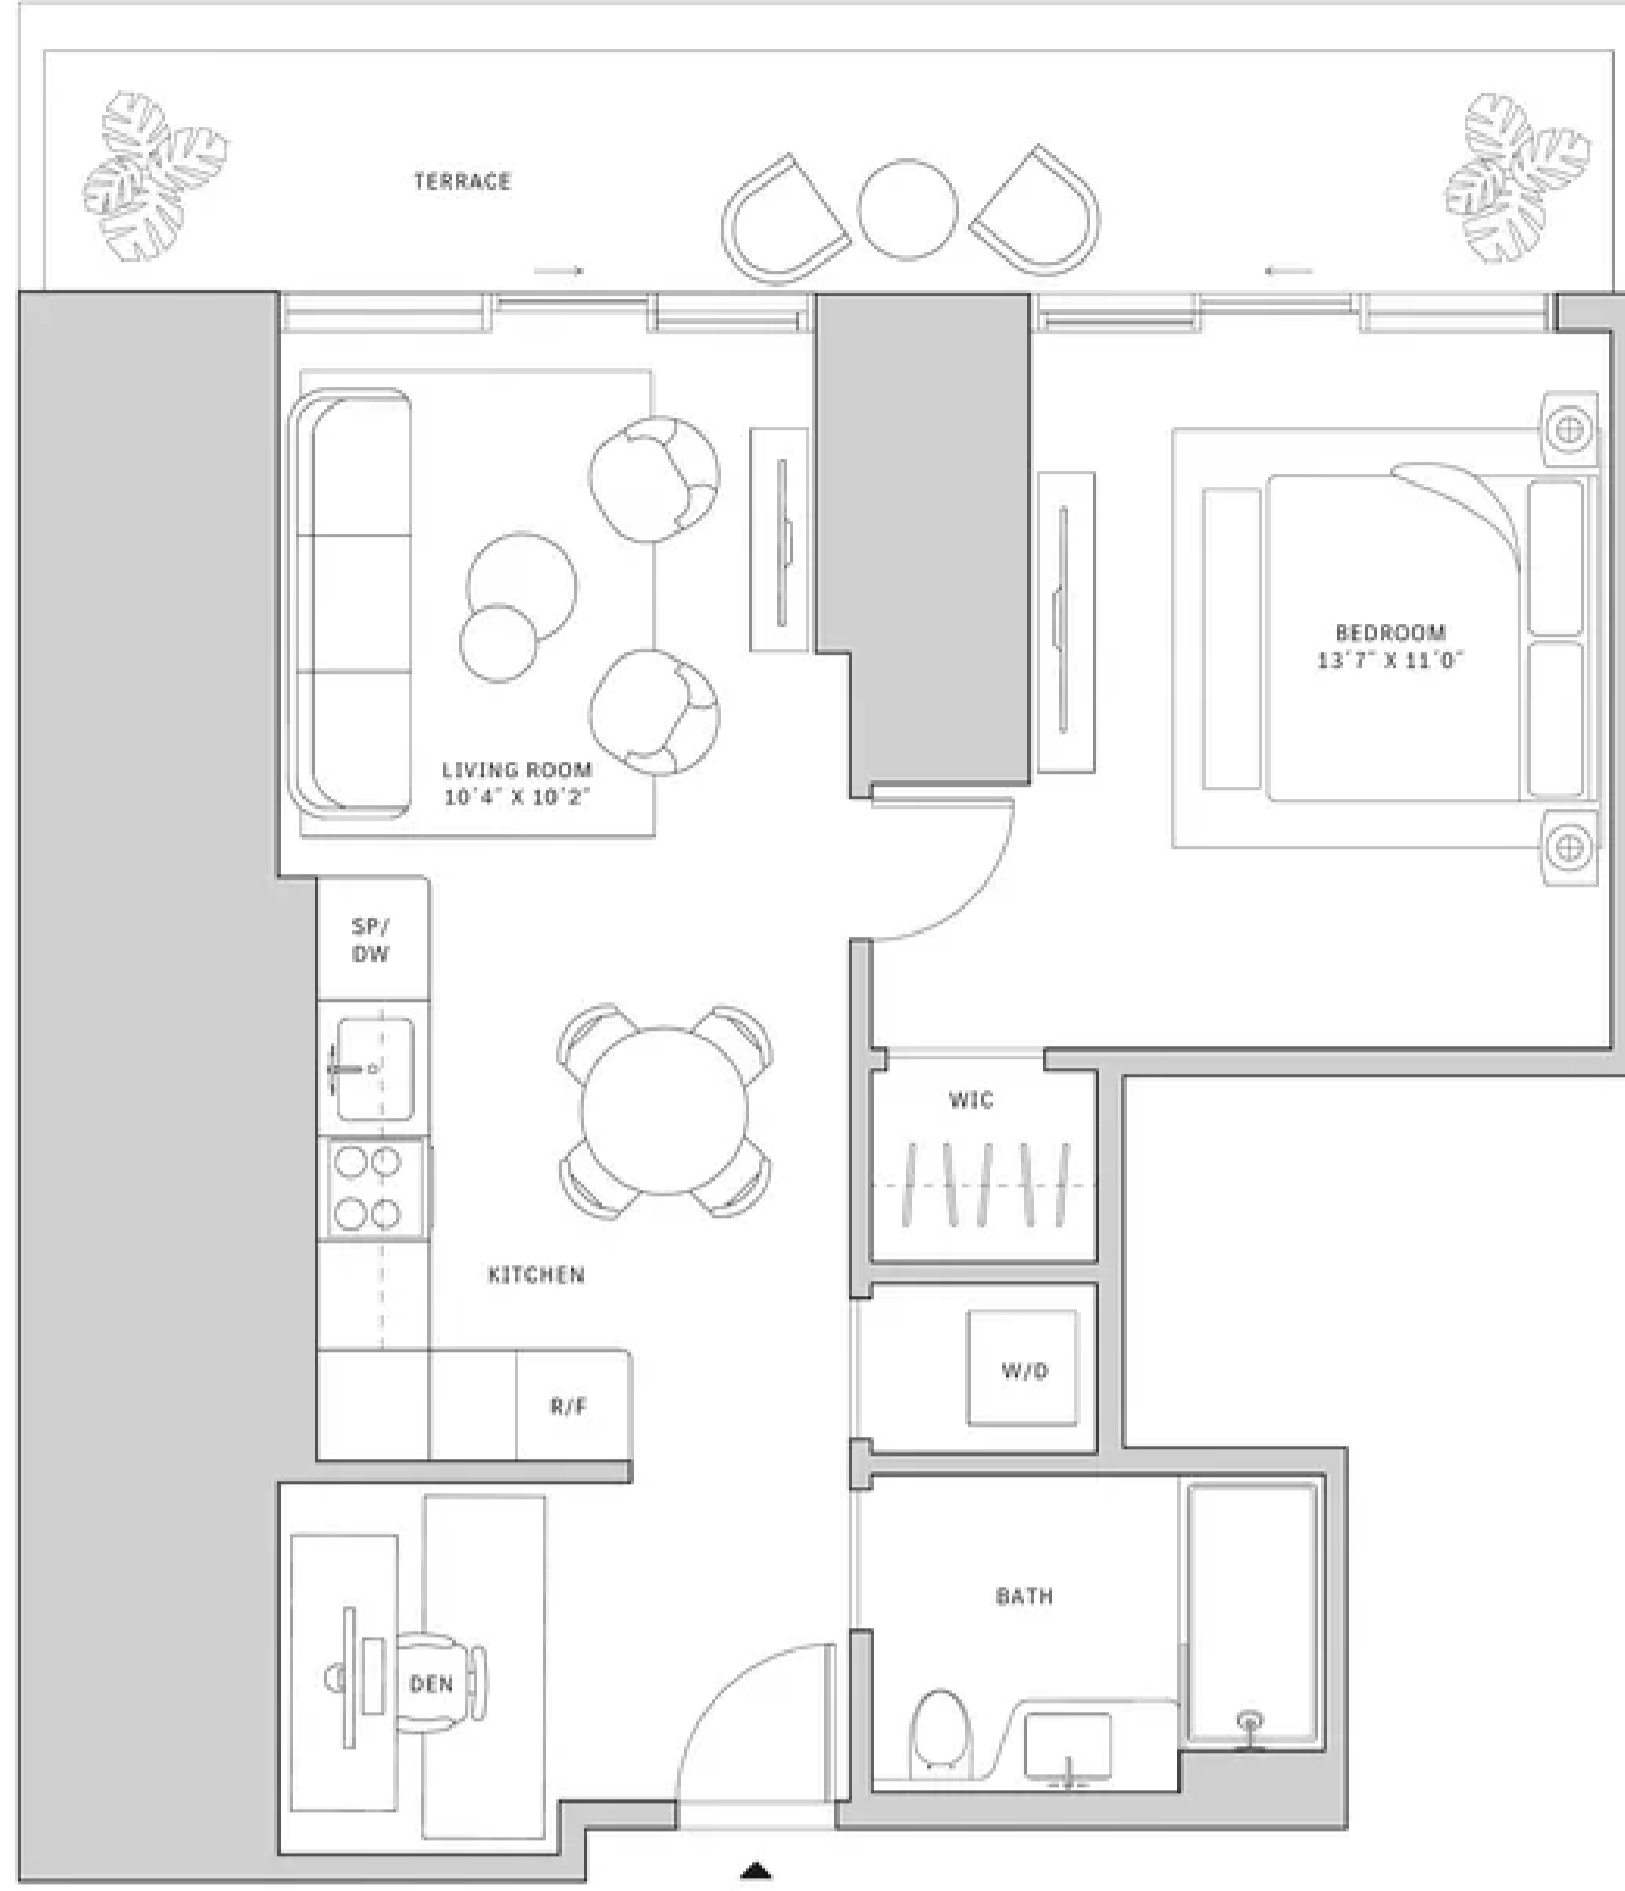 TERRACE
BEDROOM
13'7" X 11'0"
LIVING ROOM
10'4" X 10'2"
SP/
DW
WIC
KITCHEN
W/D
R/F
BATH
DEN